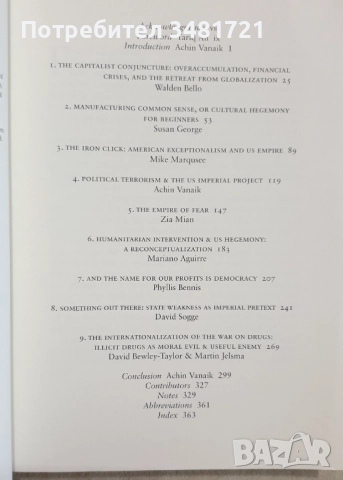 Introduction Achin Vanaik 1
1. THE CAPITALIST CONJUNCTURE: OVERACCUMULATION, FINANCIAL
CRISES, AND THE RETREAT FROM GLOBALIZATION 25
Walden Bello
2. MANUFACTURING COMMON SENSE, OR CULTURAL HEGEMONY
FOR BEGINNERS 53
Susan George
3. THE IRON CLICK: AMERICAN EXCEPTIONALISM AND US EMPIRE 89
Mike Marqusee
4. POLITICAL TERRORISM & THE US IMPERIAL PROJECT 119
Achin Vanaik
5. THE EMPIRE OF FEAR 147
Zia Mian
6. HUMANITARIAN INTERVENTION & US HEGEMONY:
A RECONCEPTUALIZATION 183
Mariano Aguirre
7. AND THE NAME FOR OUR PROFITS IS DEMOCRACY 207
Phyllis Bennis
8. SOMETHING OUT THERE: STATE WEAKNESS AS IMPERIAL PRETEXT 241
David Sogge
9. THE INTERNATIONALIZATION OF THE WAR ON DRUGS:
ILLICIT DRUGS AS MORAL EVIL & USEFUL ENEMY 269
David Bewley-Taylor & Martin Jelsma
Conclusion Achin Vanaik 299
Contributors 327
Notes 329
Abbreviations 361
Index 363
Потребител 3481721
BAZAR